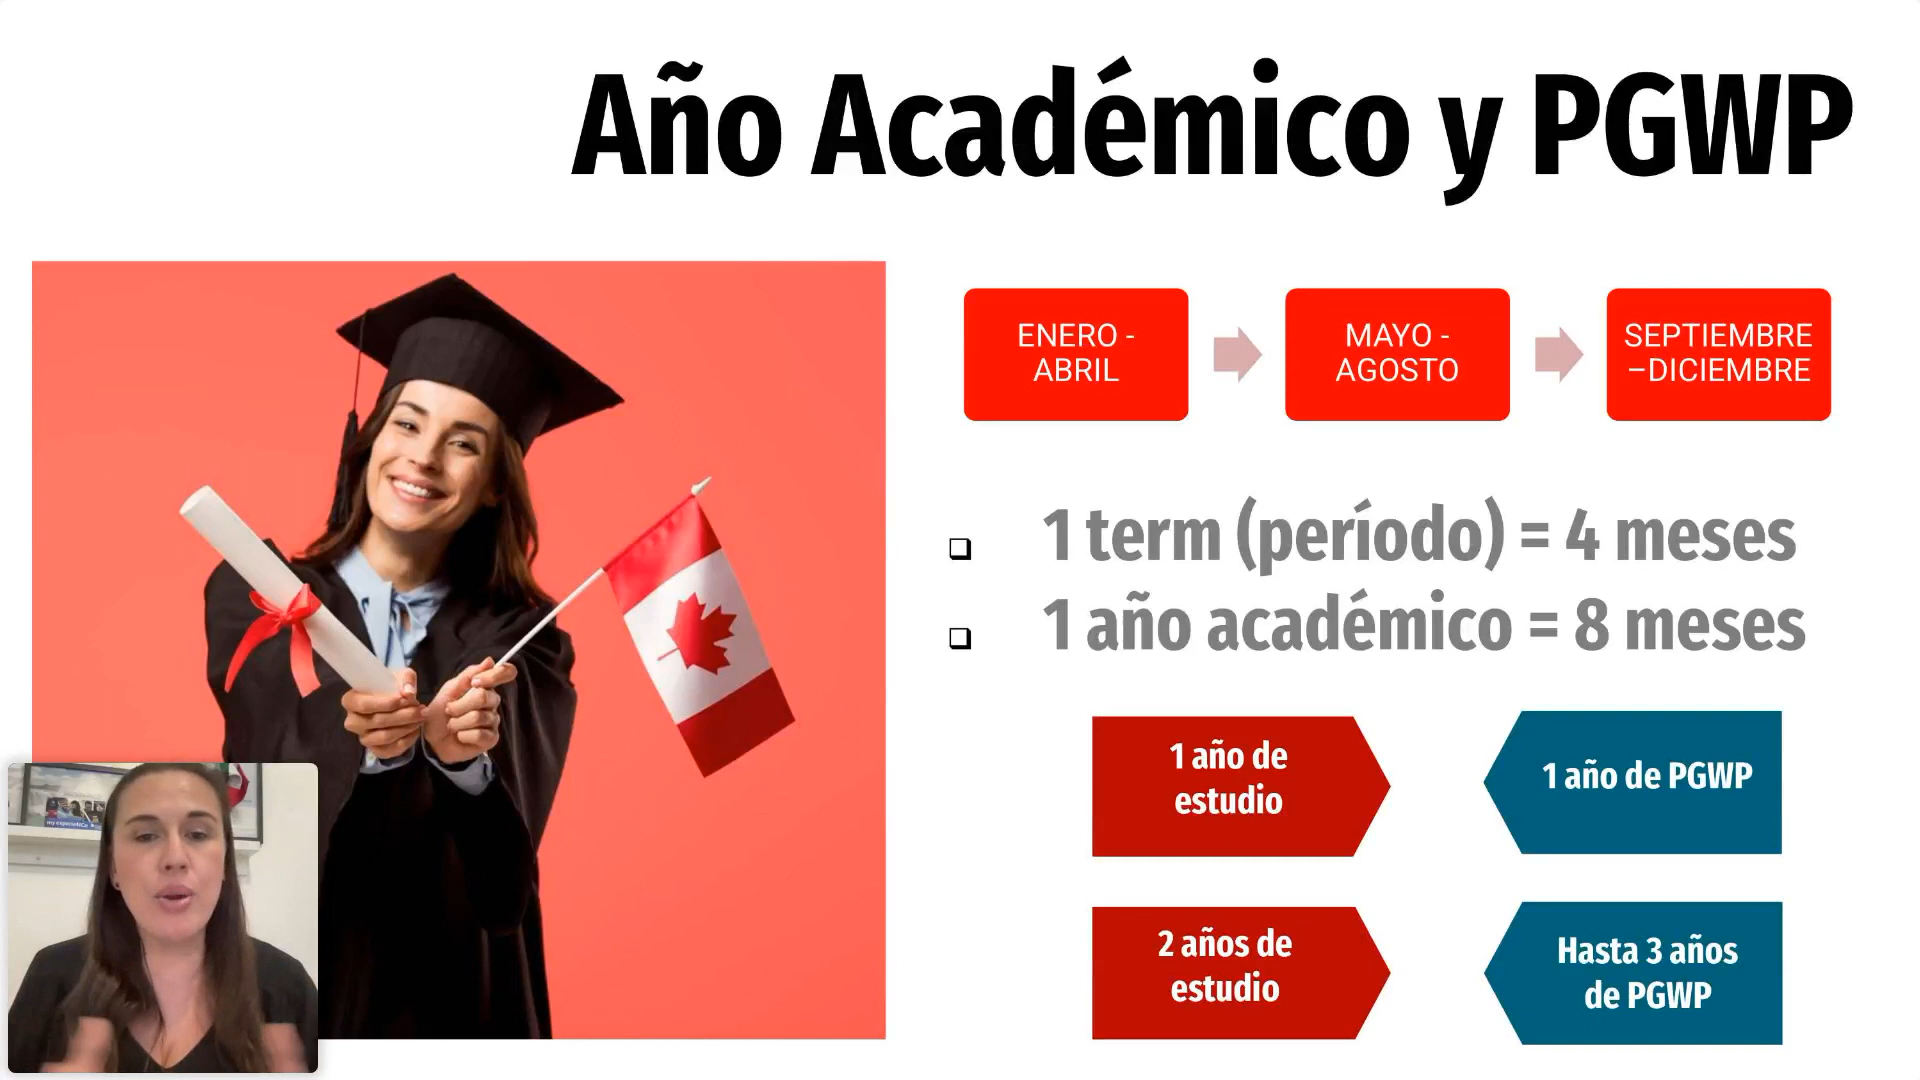 Año Académico y PGWP
ENERO -
ABRIL
MAYO -
AGOSTO
SEPTIEMBRE
–DICIEMBRE
1 term (período) = 4 meses
1 año académico = 8 meses
1 año de
estudio
1 año de PGWP
2 años de
estudio
Hasta 3 años
de PGWP